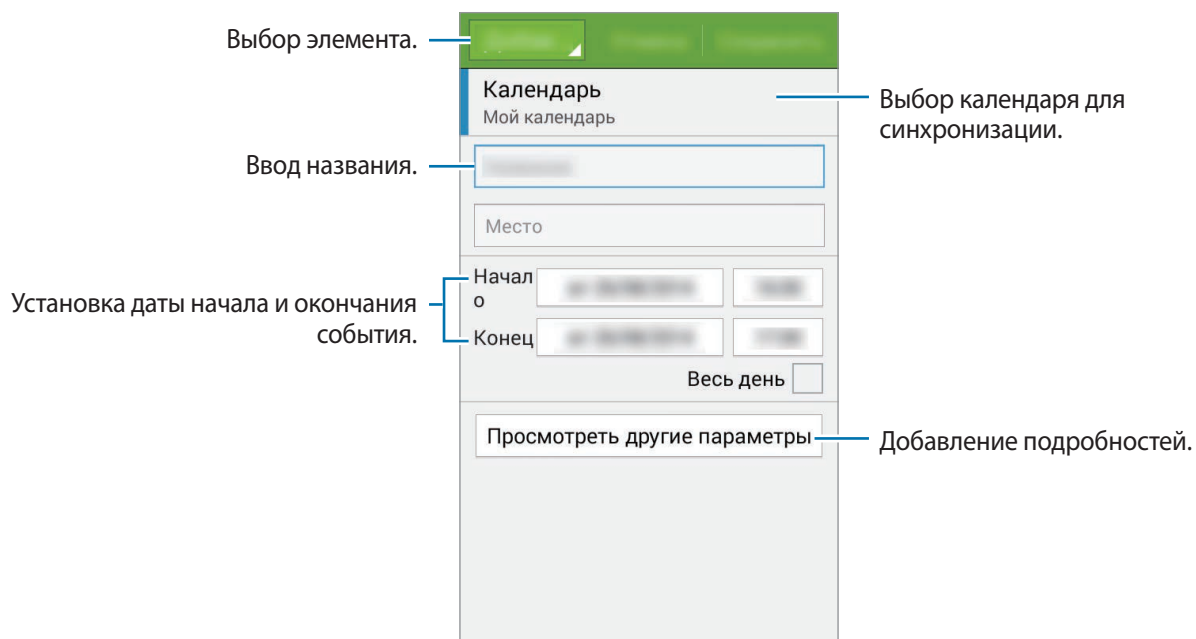 Выбор элемента.
Календарь
Мой календарь
Выбор календаря для
синхронизации.
Ввод названия.
Место
Установка даты начала и окончания
события.
Начал
о
Конец
Весь день
Просмотреть другие параметры
Добавление подробностей.